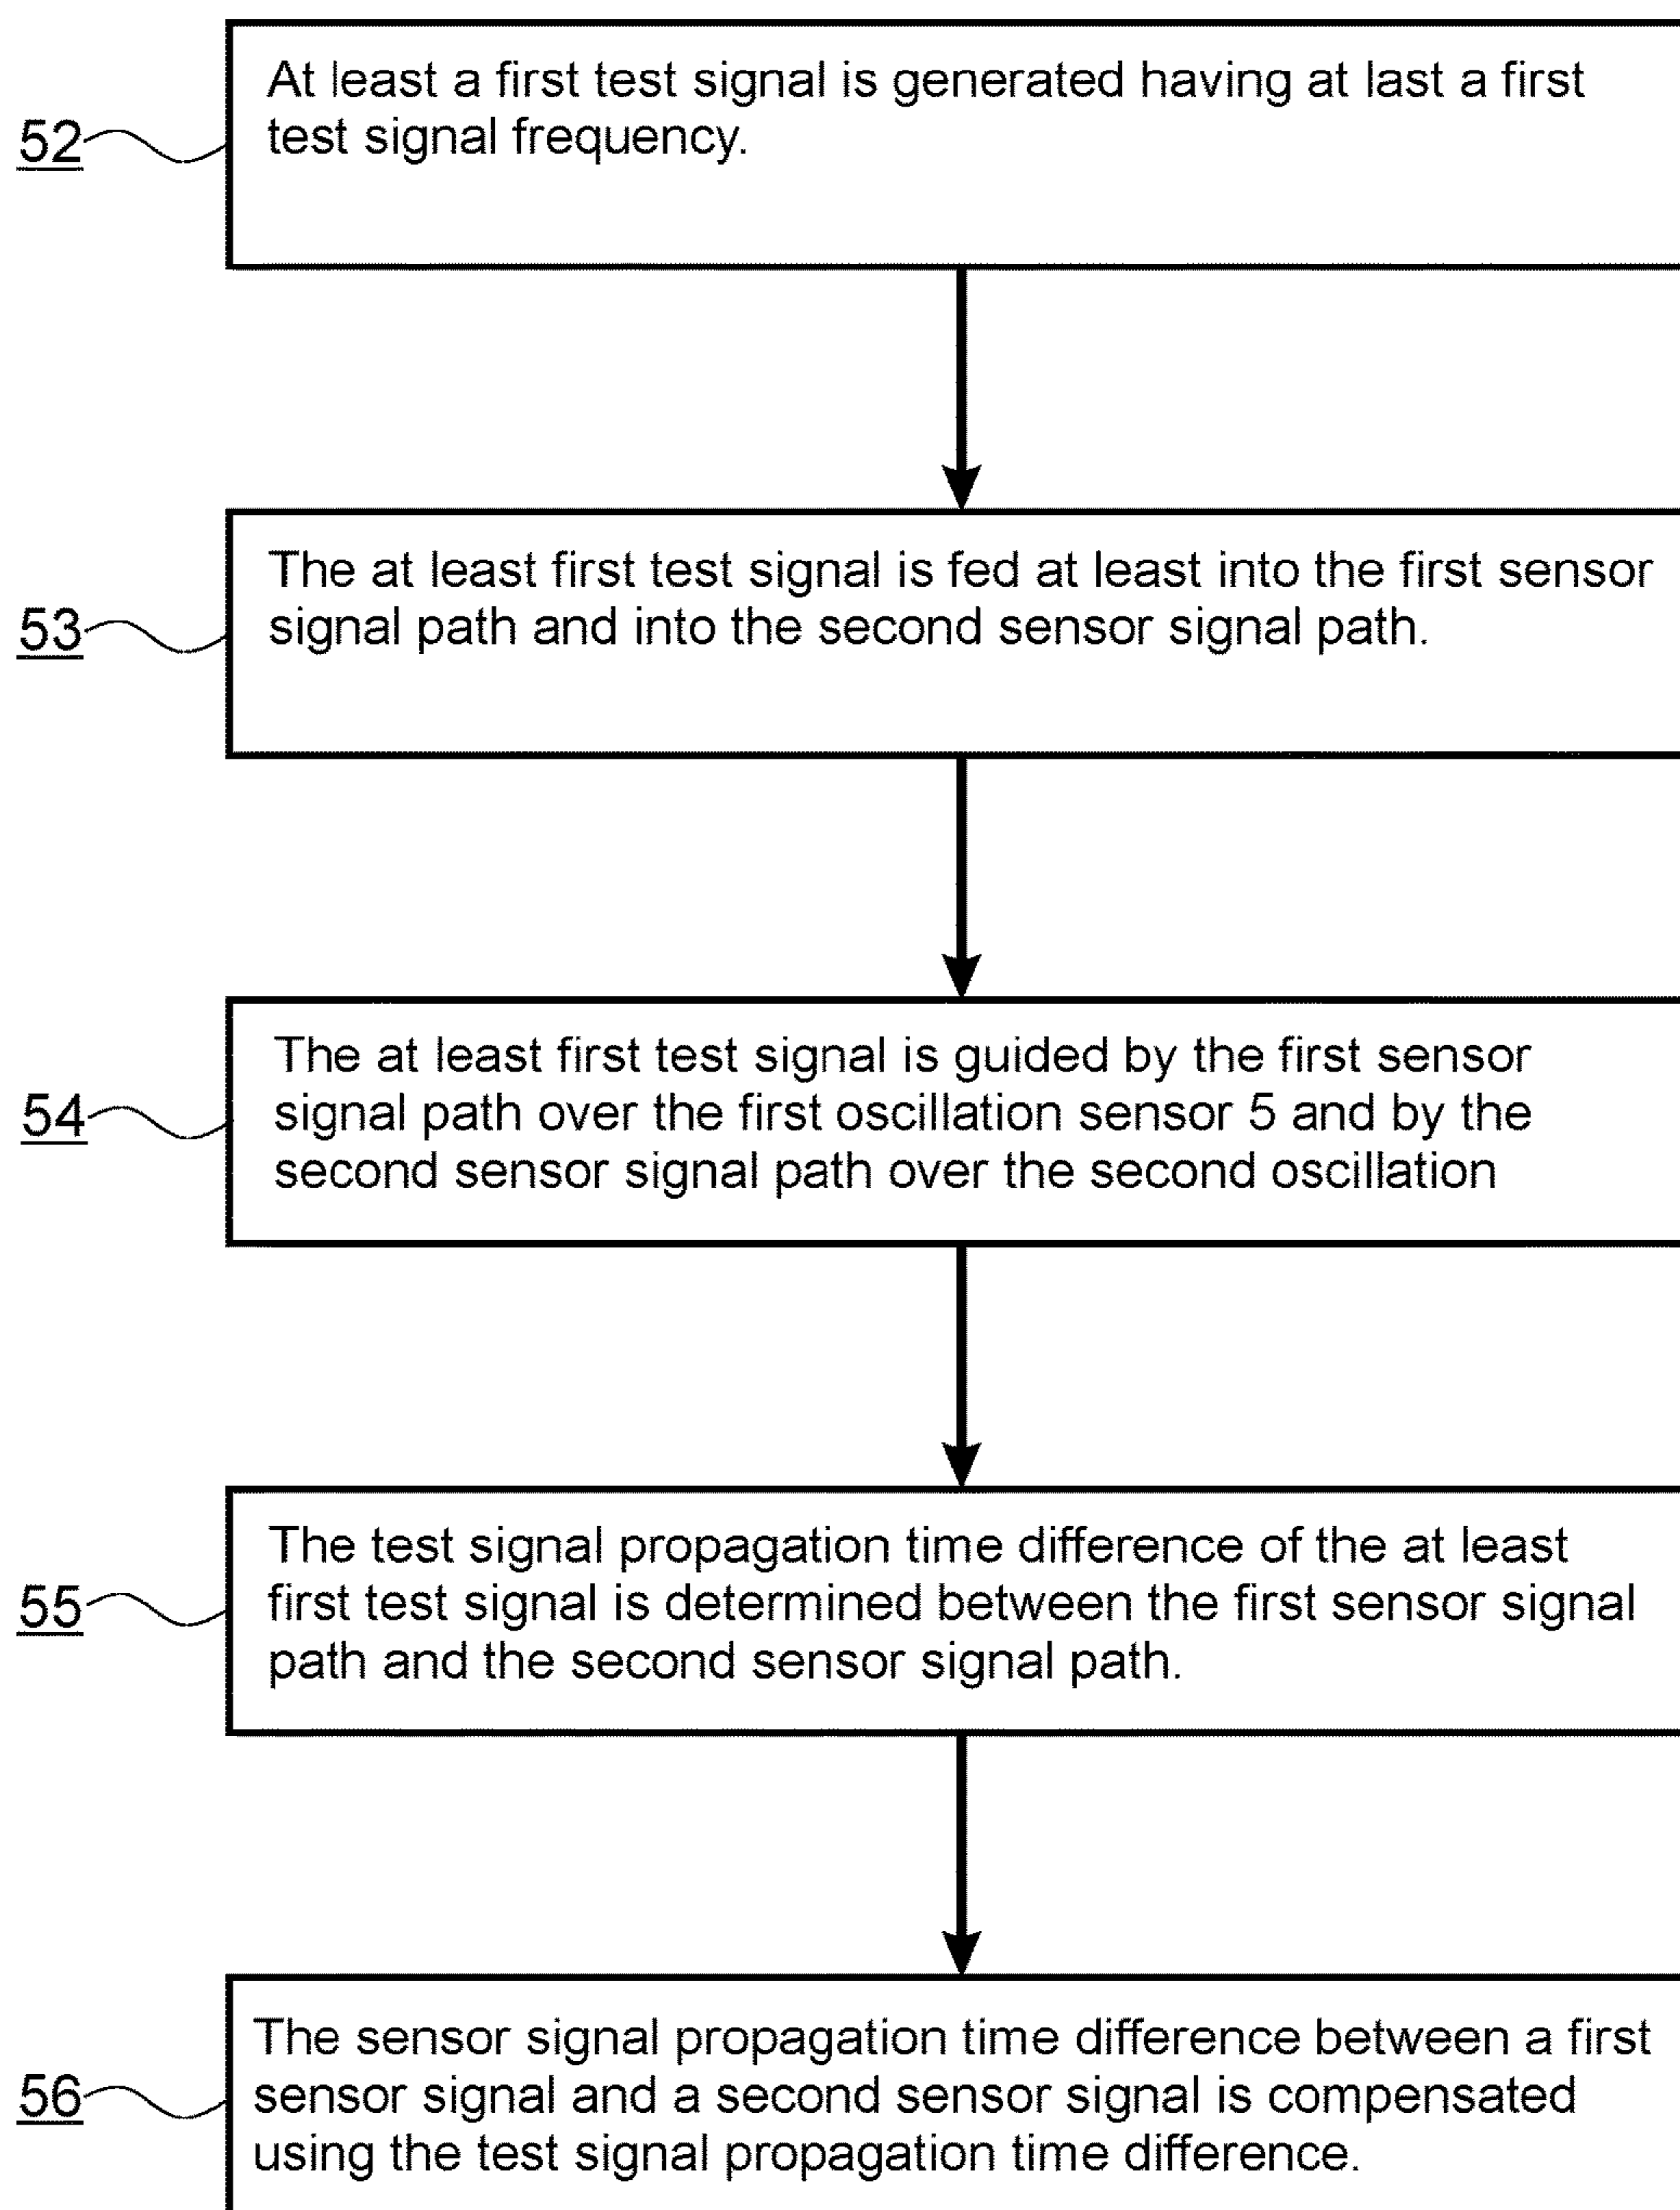 52
At least a first test signal is generated having at last a first
test signal frequency.
53
The at least first test signal is fed at least into the first sensor
signal path and into the second sensor signal path.
54
The at least first test signal is guided by the first sensor
signal path over the first oscillation sensor 5 and by the
second sensor signal path over the second oscillation
55
The test signal propagation time difference of the at least
first test signal is determined between the first sensor signal
path and the second sensor signal path.
56
The sensor signal propagation time difference between a first
sensor signal and a second sensor signal is compensated
using the test signal propagation time difference.